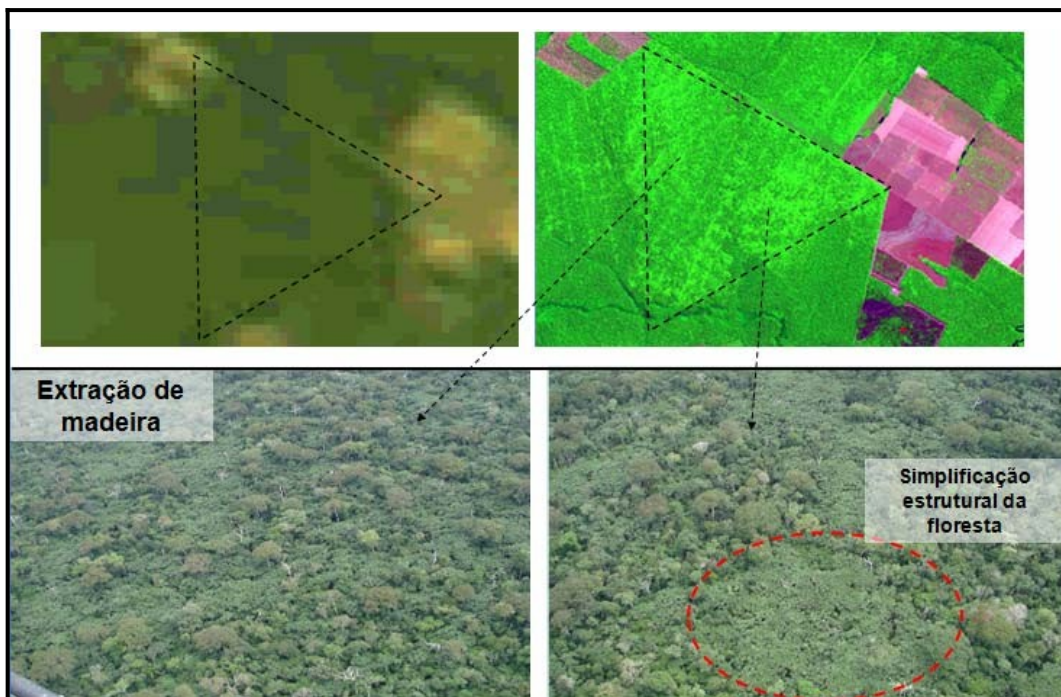 Extração de
madeira
Simplificação
estrutural da
floresta